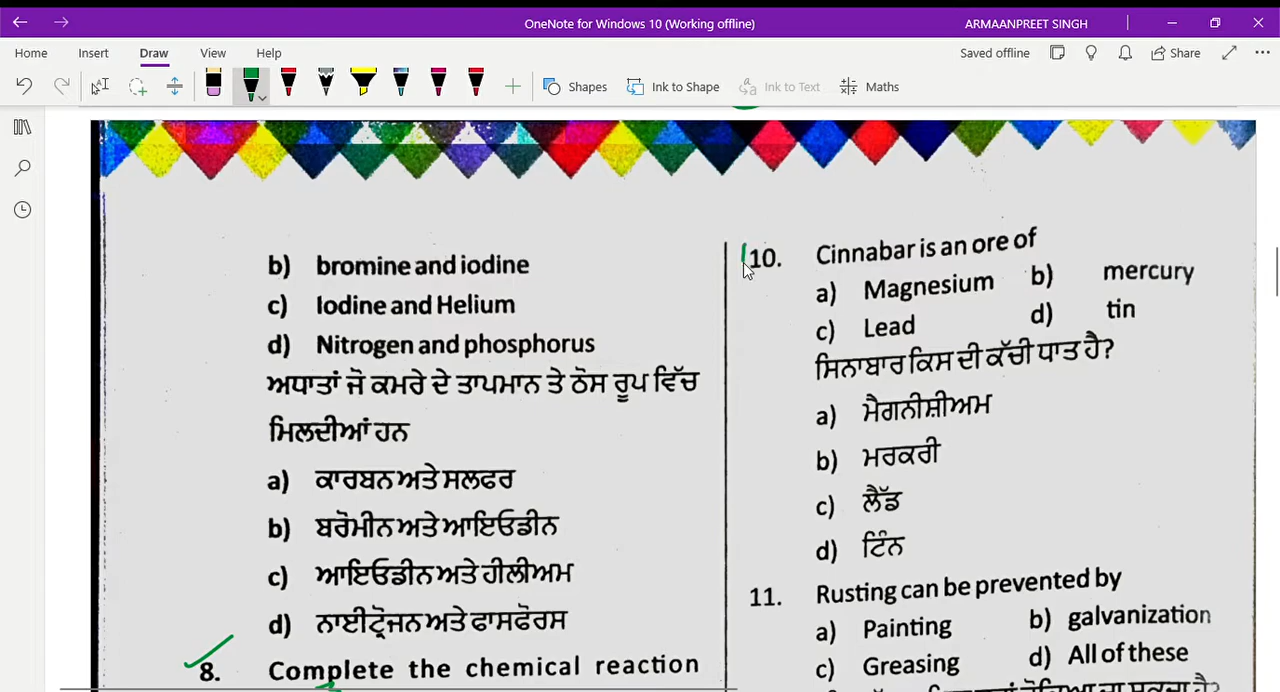 OneNote for Windows 10 (Working offline)
ARMAANPREET SINGH
Home Insert Draw View Help
Saved offline
Share
Shapes
Ink to Shape
Ink to Text
Maths
b) bromine and iodine
c) Iodine and Helium
d) Nitrogen and phosphorus
ਅਧਾਤਾਂ ਜੋ ਕਮਰੇ ਦੇ ਤਾਪਮਾਨ ਤੇ ਠੋਸ ਰੂਪ ਵਿੱਚ
ਮਿਲਦੀਆਂ ਹਨ
a) ਕਾਰਬਨ ਅਤੇ ਸਲਫਰ
b) ਬਰੋਮੀਨ ਅਤੇ ਆਇਓਡੀਨ
c) ਆਇਓਡੀਨ ਅਤੇ ਹੀਲੀਅਮ
d) ਨਾਈਟ੍ਰੋਜਨ ਅਤੇ ਫਾਸਫੋਰਸ
8. Complete the chemical reaction
10. Cinnabar is an ore of
a) Magnesium b) mercury
c) Lead d) tin
ਸਿਨਾਬਾਰ ਕਿਸ ਦੀ ਕੱਚੀ ਧਾਤ ਹੈ?
a) ਮੈਗਨੀਸ਼ੀਅਮ
b) ਮਰਕਰੀ
c) ਲੈੱਡ
d) ਟਿੰਨ
11. Rusting can be prevented by
a) Painting b) galvanization
c) Greasing d) All of these